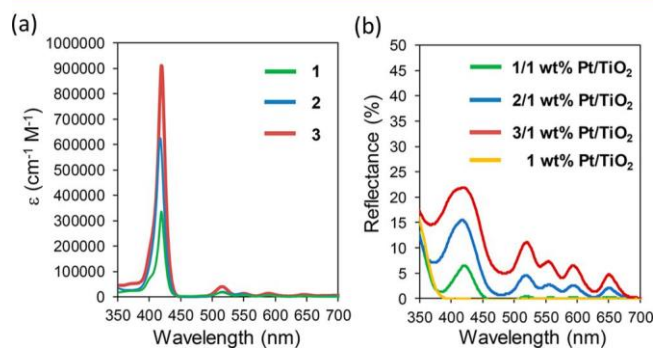 (a)
1000000
900000
800000
700000
600000
500000
400000
300000
200000
100000
0
ε (cm⁻¹ M⁻¹)
1
2
3
350 400 450 500 550 600 650 700
Wavelength (nm)
(b)
50
45
40
35
30
25
20
15
10
5
0
Reflectance (%)
1/1 wt% Pt/TiO₂
2/1 wt% Pt/TiO₂
3/1 wt% Pt/TiO₂
1 wt% Pt/TiO₂
350 400 450 500 550 600 650 700
Wavelength (nm)